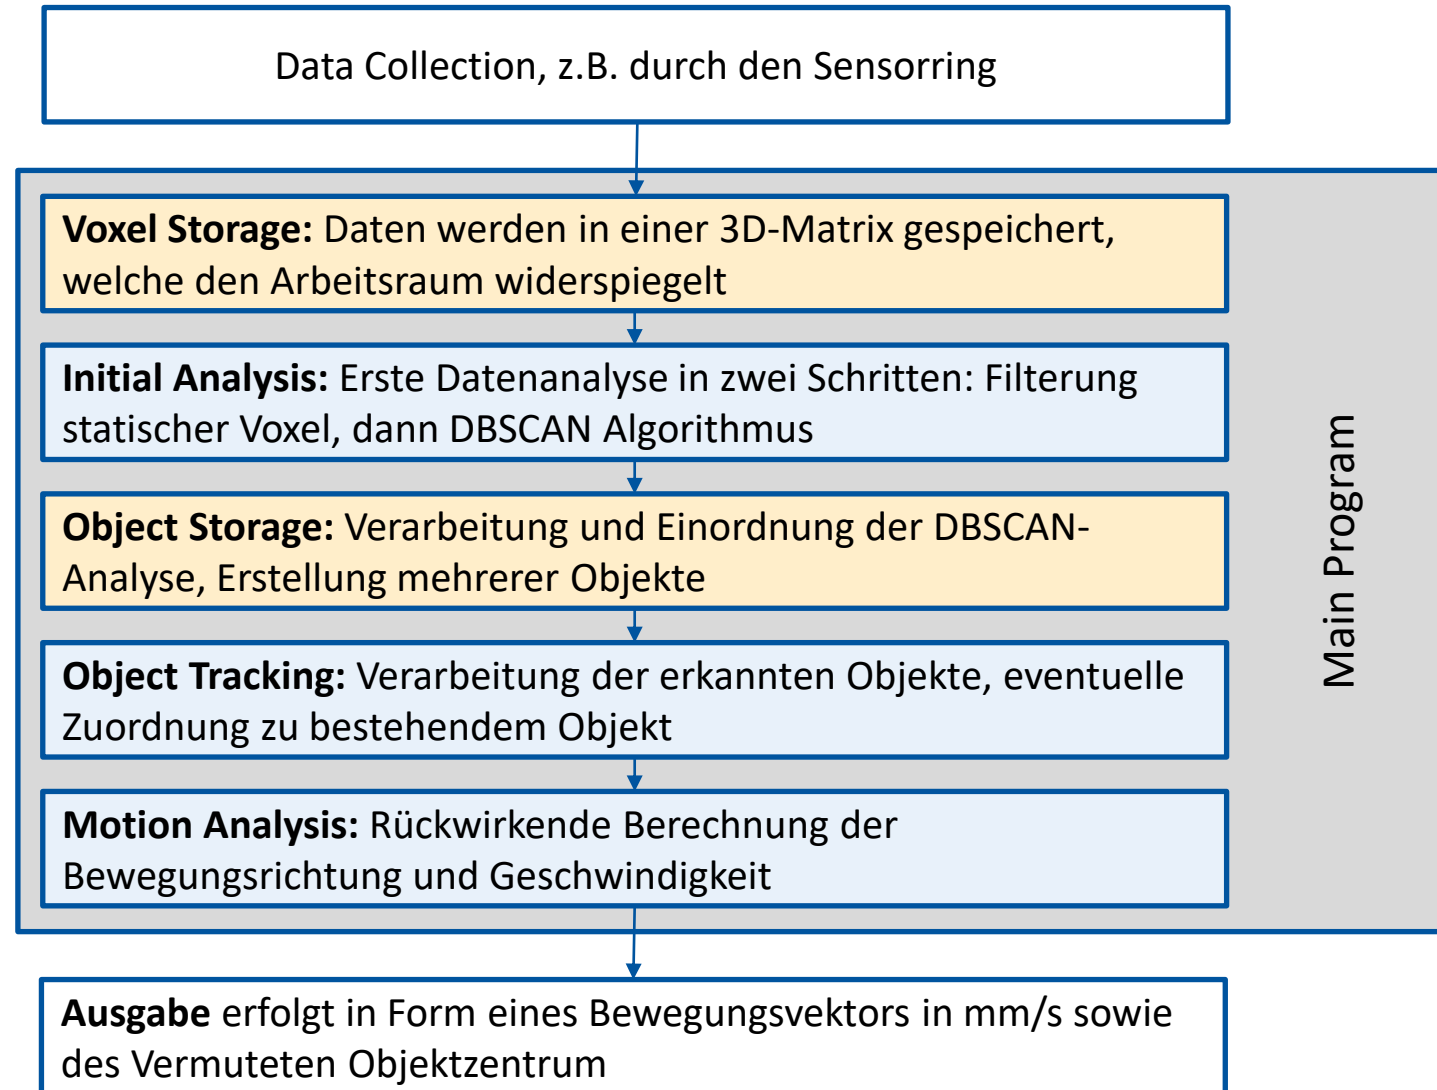 Data Collection, z.B. durch den Sensorring
Voxel Storage: Daten werden in einer 3D-Matrix gespeichert,
welche den Arbeitsraum widerspiegelt
Initial Analysis: Erste Datenanalyse in zwei Schritten: Filterung
statischer Voxel, dann DBSCAN Algorithmus
Object Storage: Verarbeitung und Einordnung der DBSCAN-
Analyse, Erstellung mehrerer Objekte
Object Tracking: Verarbeitung der erkannten Objekte, eventuelle
Zuordnung zu bestehendem Objekt
Motion Analysis: Rückwirkende Berechnung der
Bewegungsrichtung und Geschwindigkeit
Main Program
Ausgabe erfolgt in Form eines Bewegungsvektors in mm/s sowie
des Vermuteten Objektzentrum